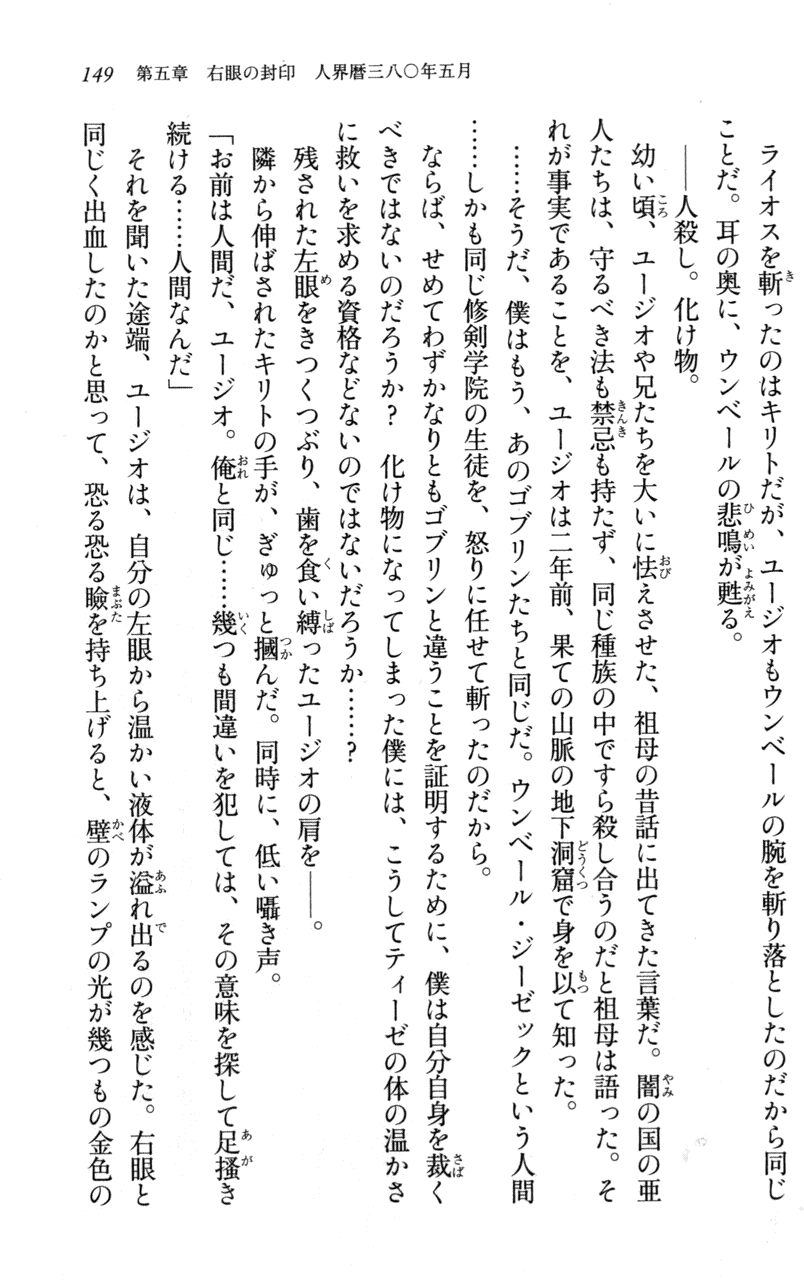 149　第五章　右眼の封印　人界暦三八〇年五月
　ライオスを斬ったのはキリトだが、ユージオもウンベールの腕を斬り落としたのだから同じ
ことだ。耳の奥に、ウンベールの悲鳴が甦る。
　――人殺し。化け物。
　幼い頃、ユージオや兄たちを大いに怯えさせた、祖母の昔話に出てきた言葉だ。闇の国の亜
人たちは、守るべき法も禁忌も持たず、同じ種族の中ですら殺し合うのだと祖母は語った。そ
れが事実であることを、ユージオは二年前、果ての山脈の地下洞窟で身を以て知った。
　……そうだ、僕はもう、あのゴブリンたちと同じだ。ウンベール・ジーゼックという人間
……しかも同じ修剣学院の生徒を、怒りに任せて斬ったのだから。
　ならば、せめてわずかなりともゴブリンと違うことを証明するために、僕は自分自身を裁く
べきではないのだろうか？　化け物になってしまった僕には、こうしてティーゼの体の温かさ
に救いを求める資格などないのではないだろうか……？
　残された左眼をきつくつぶり、歯を食い縛ったユージオの肩を――。
　隣から伸ばされたキリトの手が、ぎゅっと摑んだ。同時に、低い囁き声。
「お前は人間だ、ユージオ。俺と同じ……幾つも間違いを犯しては、その意味を探して足搔き
続ける……人間なんだ」
　それを聞いた途端、ユージオは、自分の左眼から温かい液体が溢れ出るのを感じた。右眼と
同じく出血したのかと思って、恐る恐る瞼を持ち上げると、壁のランプの光が幾つもの金色の